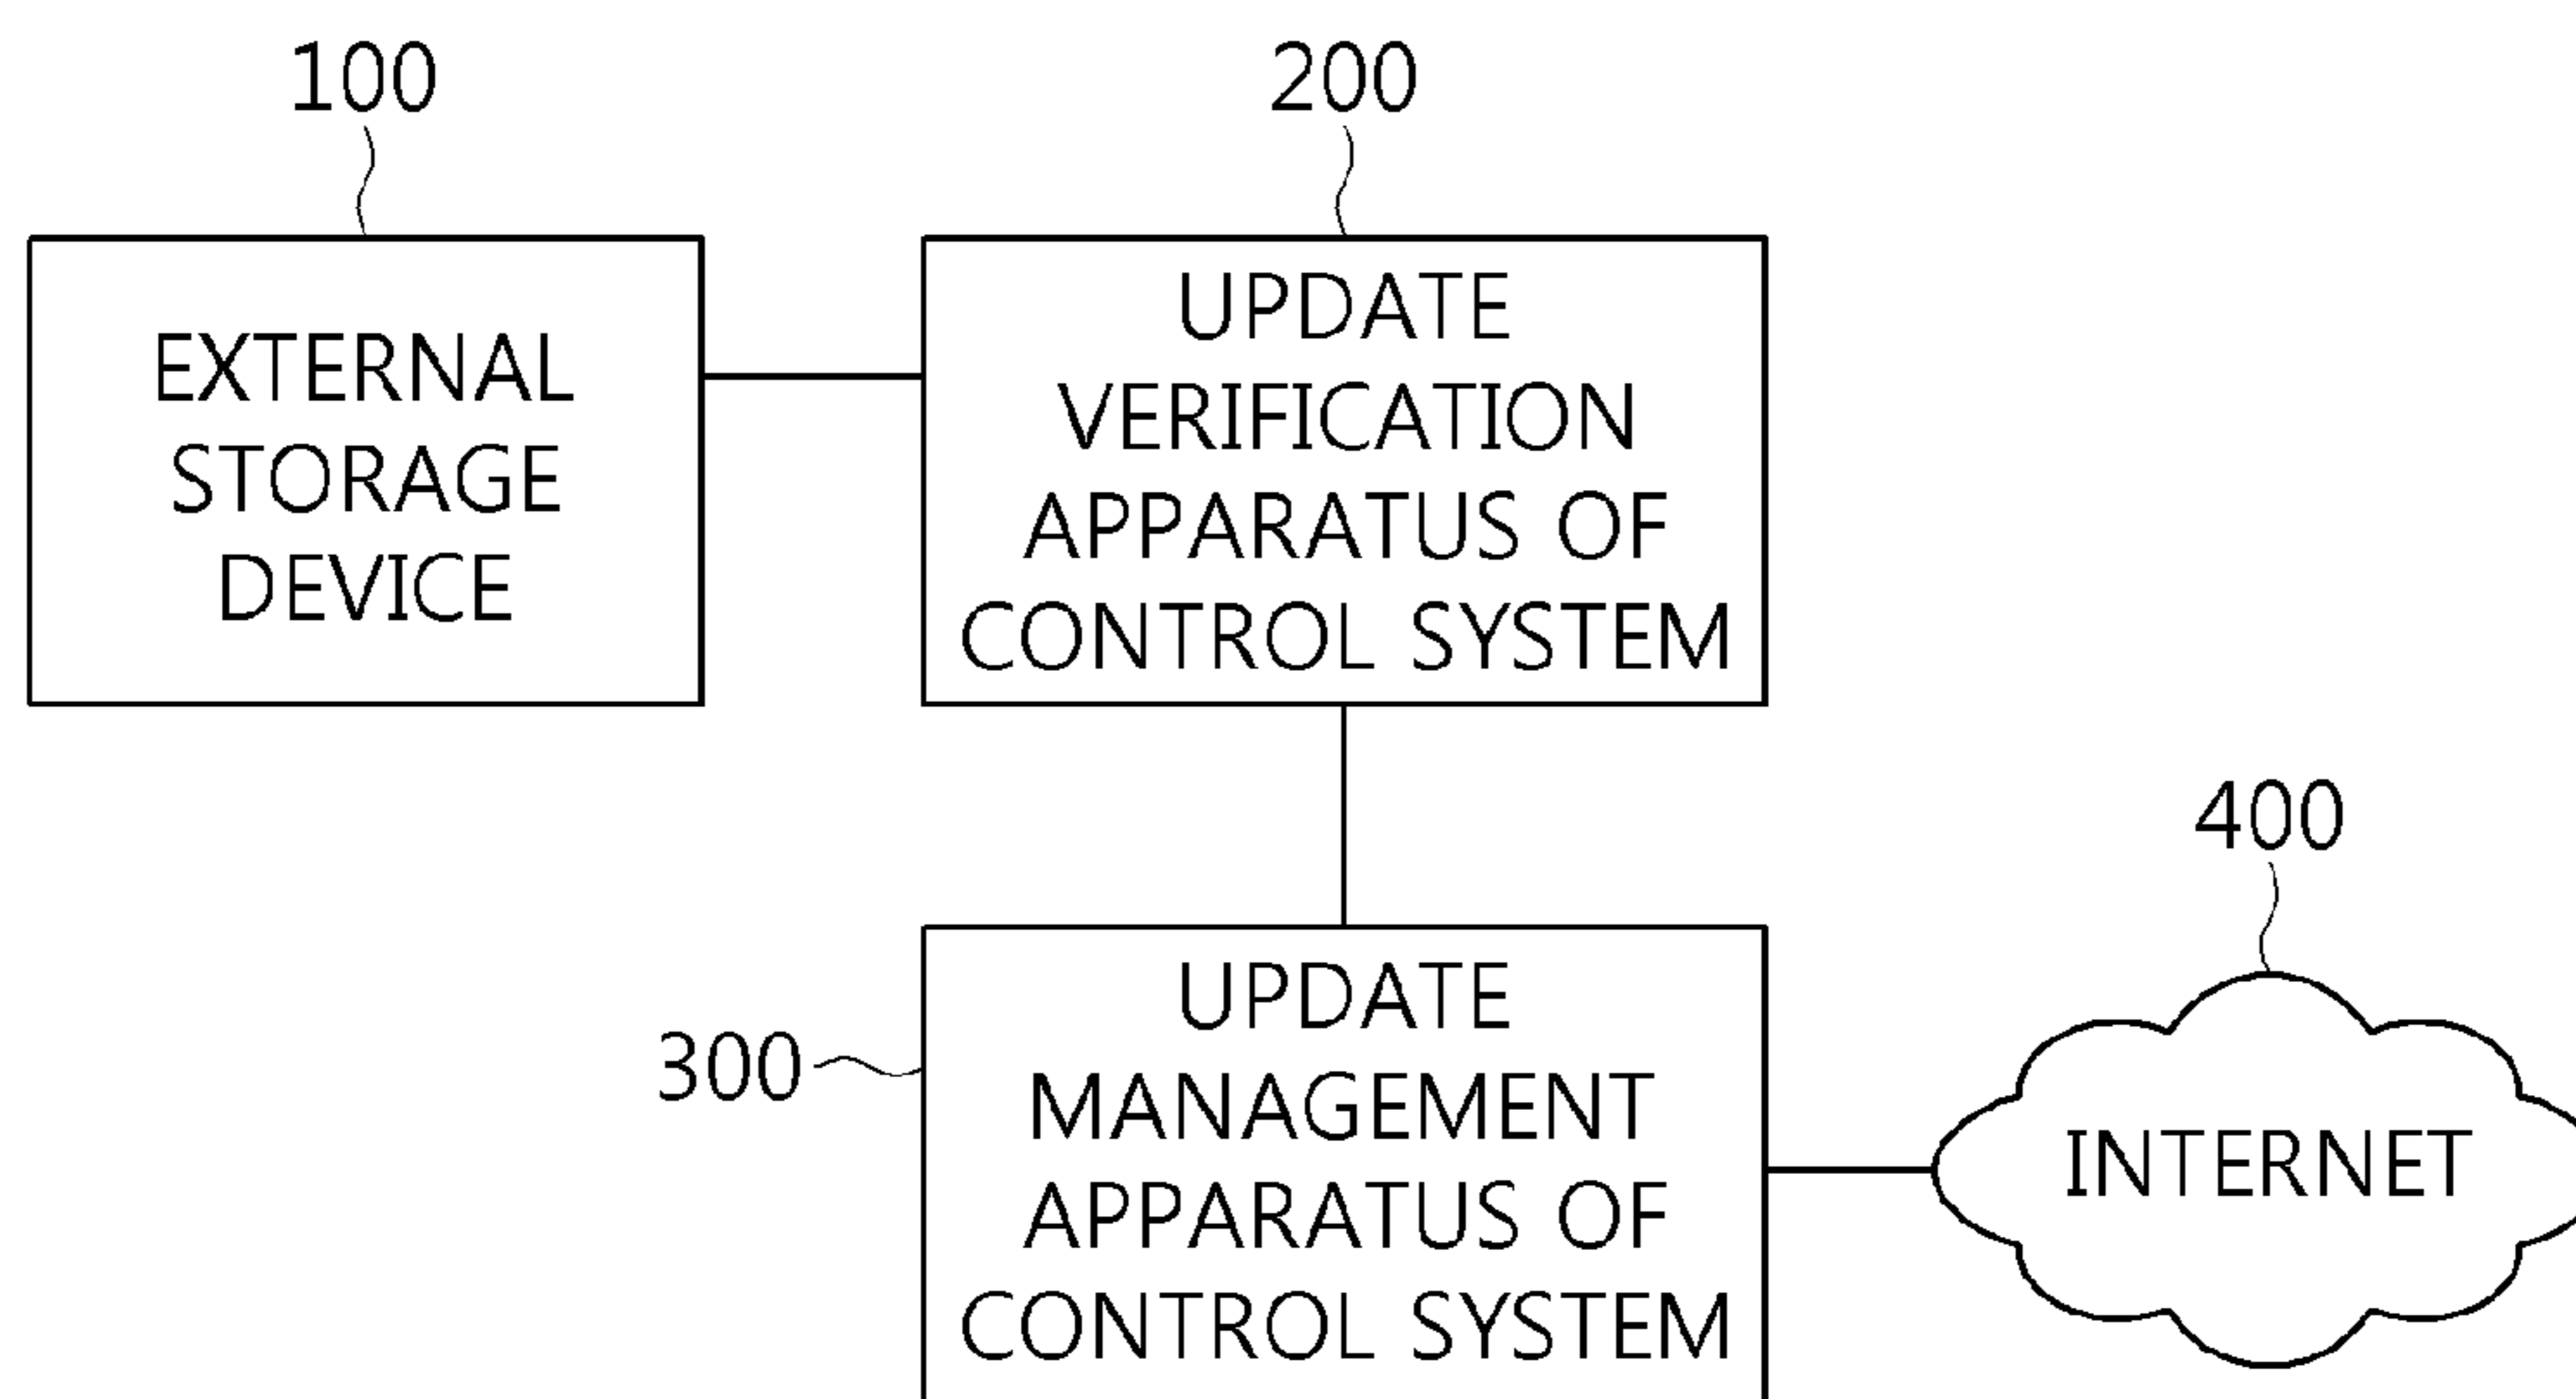 100
200
EXTERNAL
STORAGE
DEVICE
UPDATE
VERIFICATION
APPARATUS OF
CONTROL SYSTEM
300
UPDATE
MANAGEMENT
APPARATUS OF
CONTROL SYSTEM
400
INTERNET